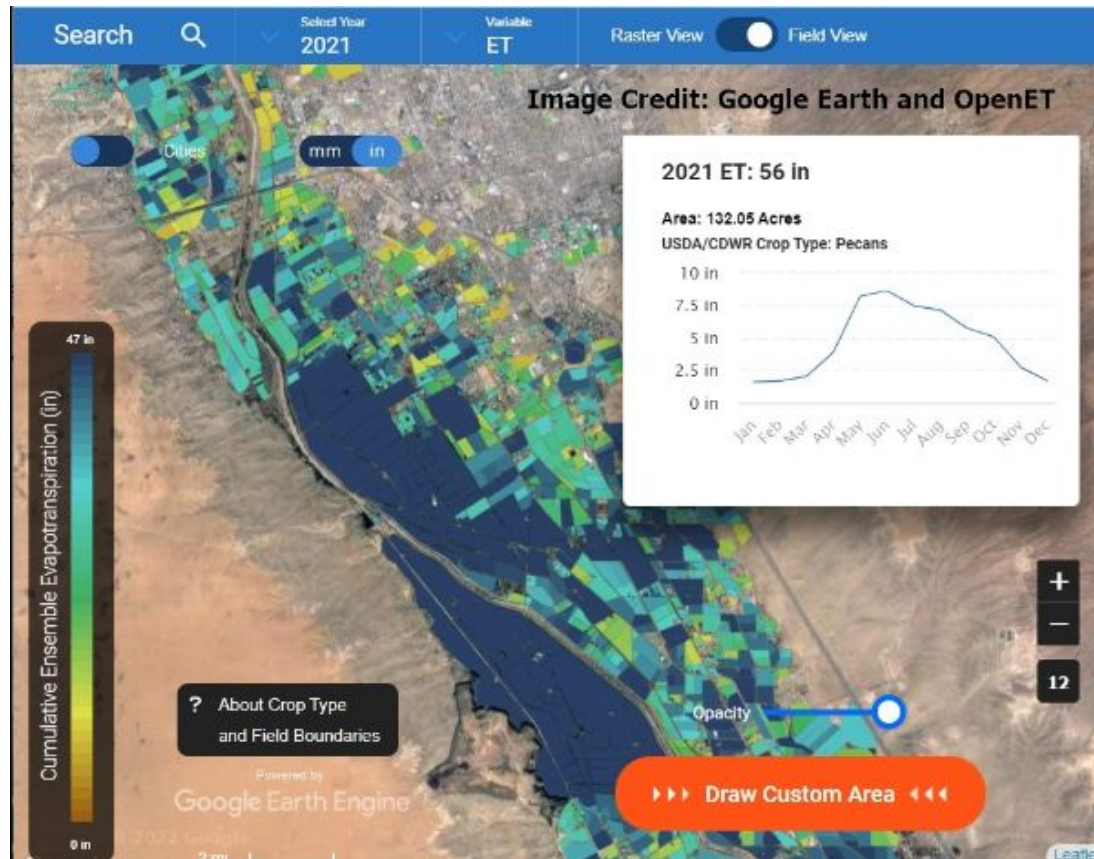 Search
Select Year
2021
Variable
ET
Raster View
Field View
Image Credit: Google Earth and OpenET
Cities
mm in
2021 ET: 56 in
Area: 132.05 Acres
USDA/CDWR Crop Type: Pecans
10 in
7.5 in
5 in
2.5 in
0 in
Jan Feb Mar Apr May Jun Jul Aug Sep Oct Nov Dec
47 in
Cumulative Ensemble Evapotranspiration (in)
0 in
+
−
12
? About Crop Type
and Field Boundaries
Opacity
Powered by
Google Earth Engine
Draw Custom Area
2 mi